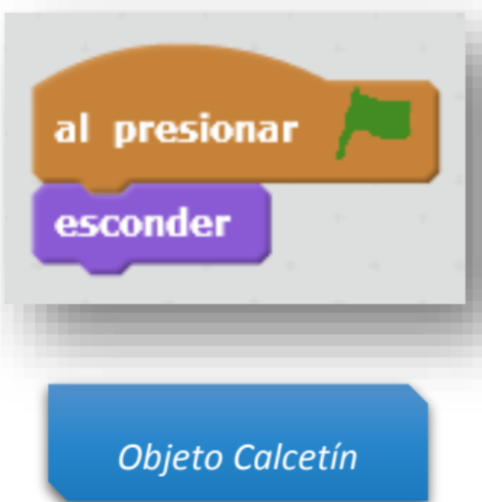 al presionar
esconder
Objeto Calcetín